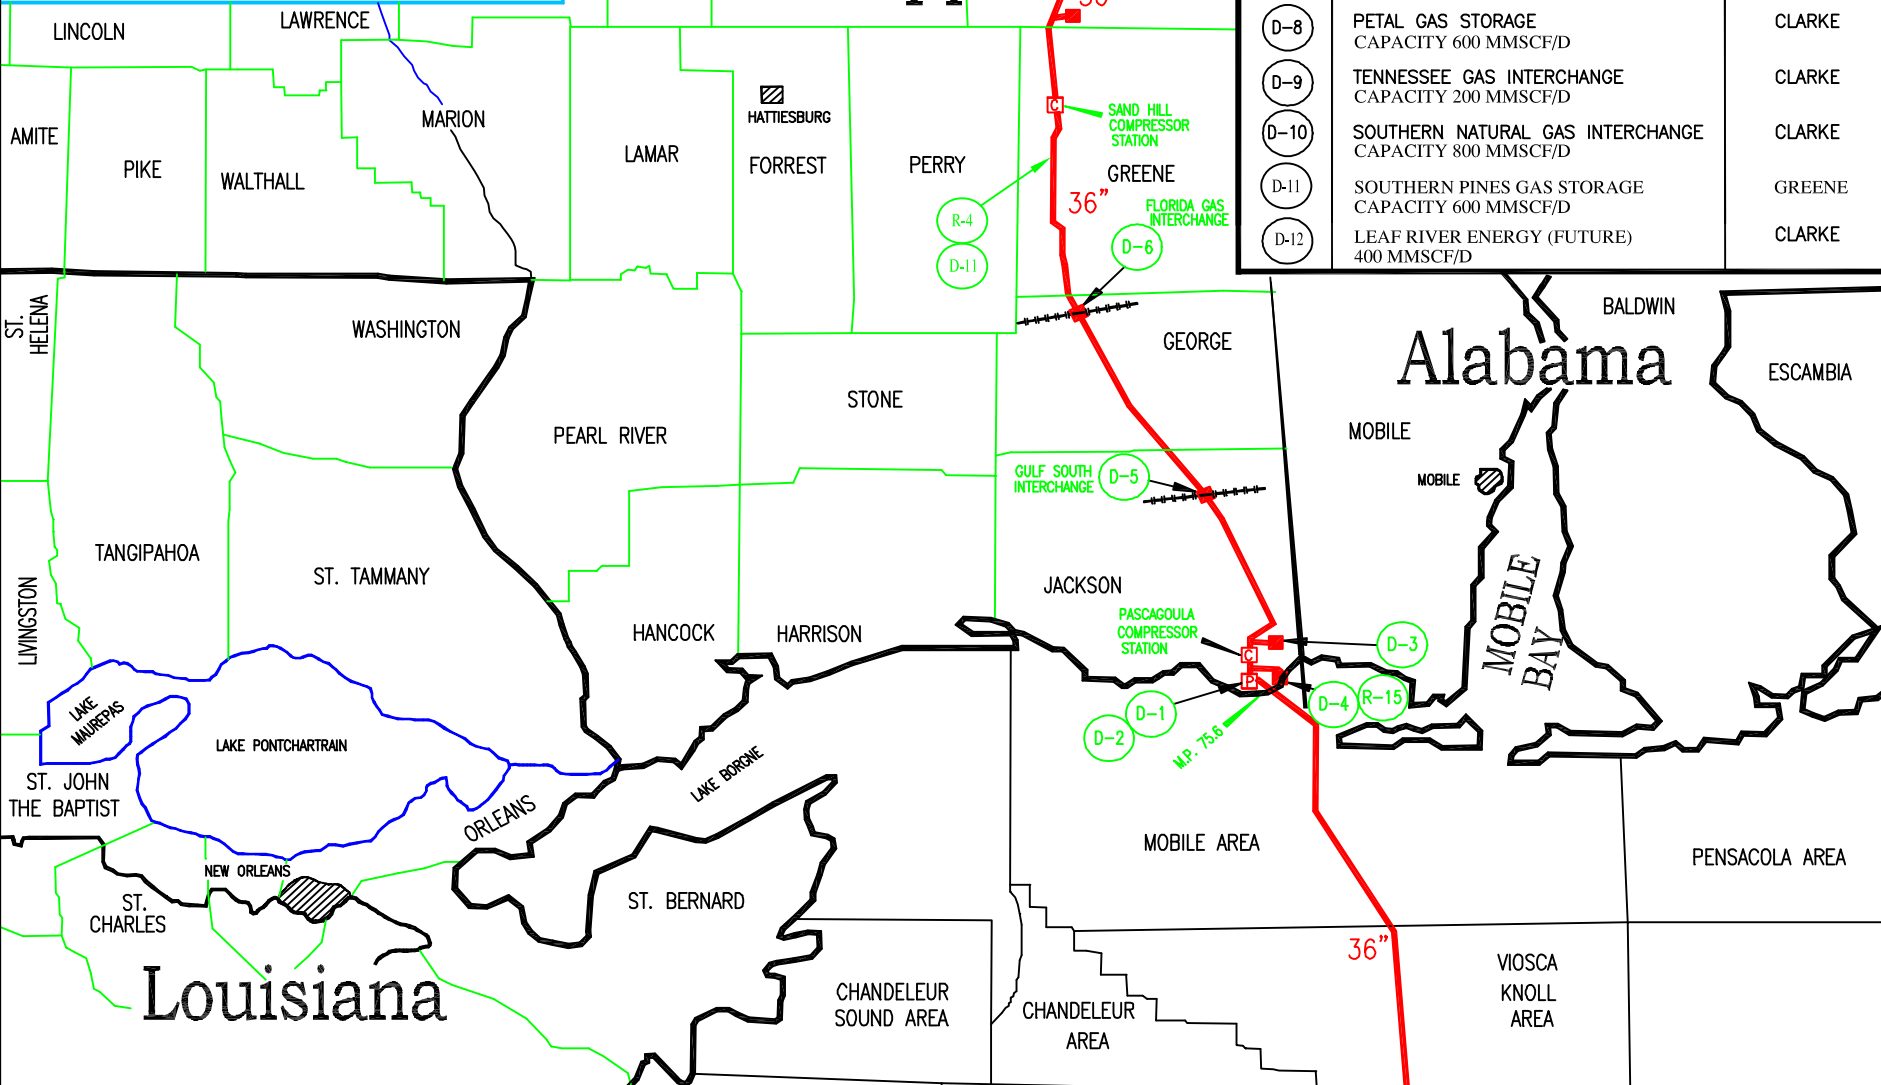 LINCOLN
LAWRENCE
AMITE
PIKE
WALTHALL
MARION
LAMAR
HATTIESBURG
FORREST
PERRY
SAND HILL
COMPRESSOR
STATION
GREENE
36"
R-4
D-11
FLORIDA GAS
INTERCHANGE
D-6
D-8
PETAL GAS STORAGE
CAPACITY 600 MMSCF/D
CLARKE
D-9
TENNESSEE GAS INTERCHANGE
CAPACITY 200 MMSCF/D
CLARKE
D-10
SOUTHERN NATURAL GAS INTERCHANGE
CAPACITY 800 MMSCF/D
CLARKE
D-11
SOUTHERN PINES GAS STORAGE
CAPACITY 600 MMSCF/D
GREENE
D-12
LEAF RIVER ENERGY (FUTURE)
400 MMSCF/D
CLARKE
ST.
HELENA
WASHINGTON
PEARL RIVER
STONE
GEORGE
Alabama
BALDWIN
ESCAMBIA
MOBILE
MOBILE
GULF SOUTH
INTERCHANGE
D-5
TANGIPAHOA
ST. TAMMANY
LIVINGSTON
HANCOCK
HARRISON
JACKSON
PASCAGOULA
COMPRESSOR
STATION
C
C
P
D-3
D-4
R-15
D-1
D-2
M.P. 75.6
MOBILE
BAY
LAKE
MAUREPAS
LAKE PONTCHARTRAIN
LAKE BORGNE
ST. JOHN
THE BAPTIST
ORLEANS
NEW ORLEANS
ST.
CHARLES
ST. BERNARD
Louisiana
MOBILE AREA
PENSACOLA AREA
36"
VIOSCA
KNOLL
AREA
CHANDELEUR
SOUND AREA
CHANDELEUR
AREA